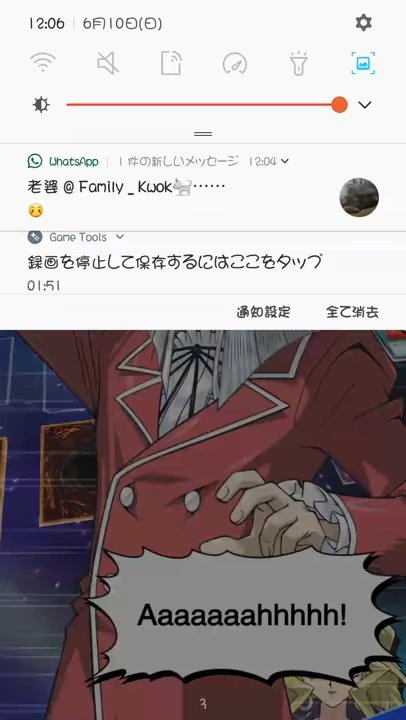 12:06 | 6月10日(日)
WhatsApp | 1 件の新しいメッセージ 12:04
老婆 @ Family _ Kwok🐩……
😔
Game Tools
録画を停止して保存するにはここをタップ
01:51
通知設定 全て消去
Aaaaaaahhhhh!
3